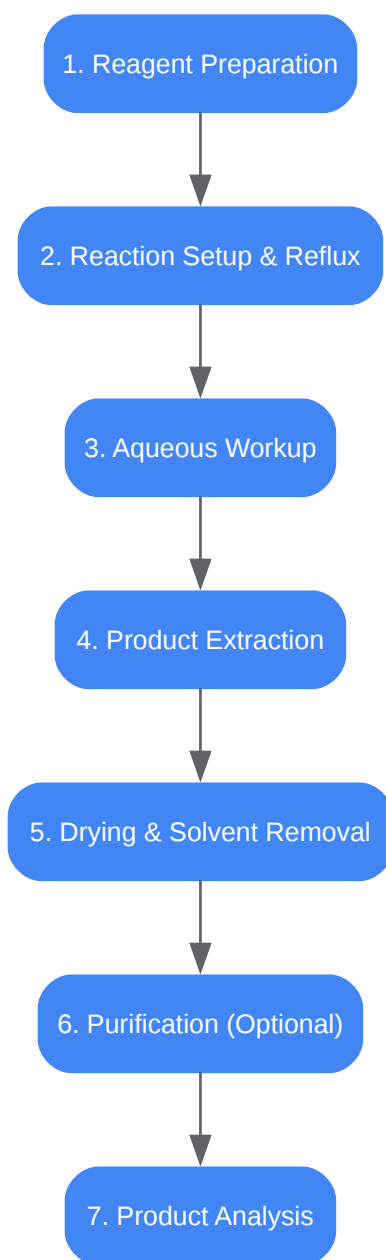 1. Reagent Preparation
2. Reaction Setup & Reflux
3. Aqueous Workup
4. Product Extraction
5. Drying & Solvent Removal
6. Purification (Optional)
7. Product Analysis